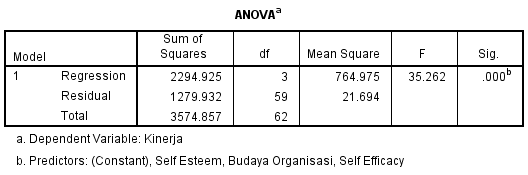 ANOVAa
Model Sum of Squares df Mean Square F Sig.
1 Regression 2294.925 3 764.975 35.262 .000b
Residual 1279.932 59 21.694
Total 3574.857 62
a. Dependent Variable: Kinerja
b. Predictors: (Constant), Self Esteem, Budaya Organisasi, Self Efficacy